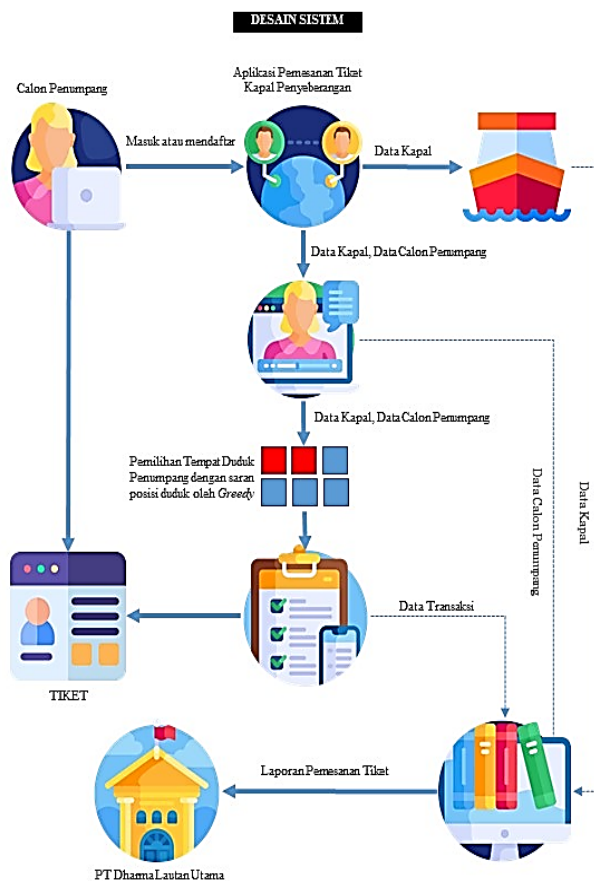 DESAIN SISTEM
Aplikasi Pemesanan Tiket
Kapal Penyeberangan
Calon Penumpang
Masuk atau mendaftar
Data Kapal
Data Kapal, Data Calon Penumpang
Data Kapal, Data Calon Penumpang
Pemilihan Tempat Duduk
Penumpang dengan saran
posisi duduk oleh Greedy
Data Calon Penumpang
Data Kapal
Data Transaksi
TIKET
Laporan Pemesanan Tiket
PT Dharma Lautan Utama